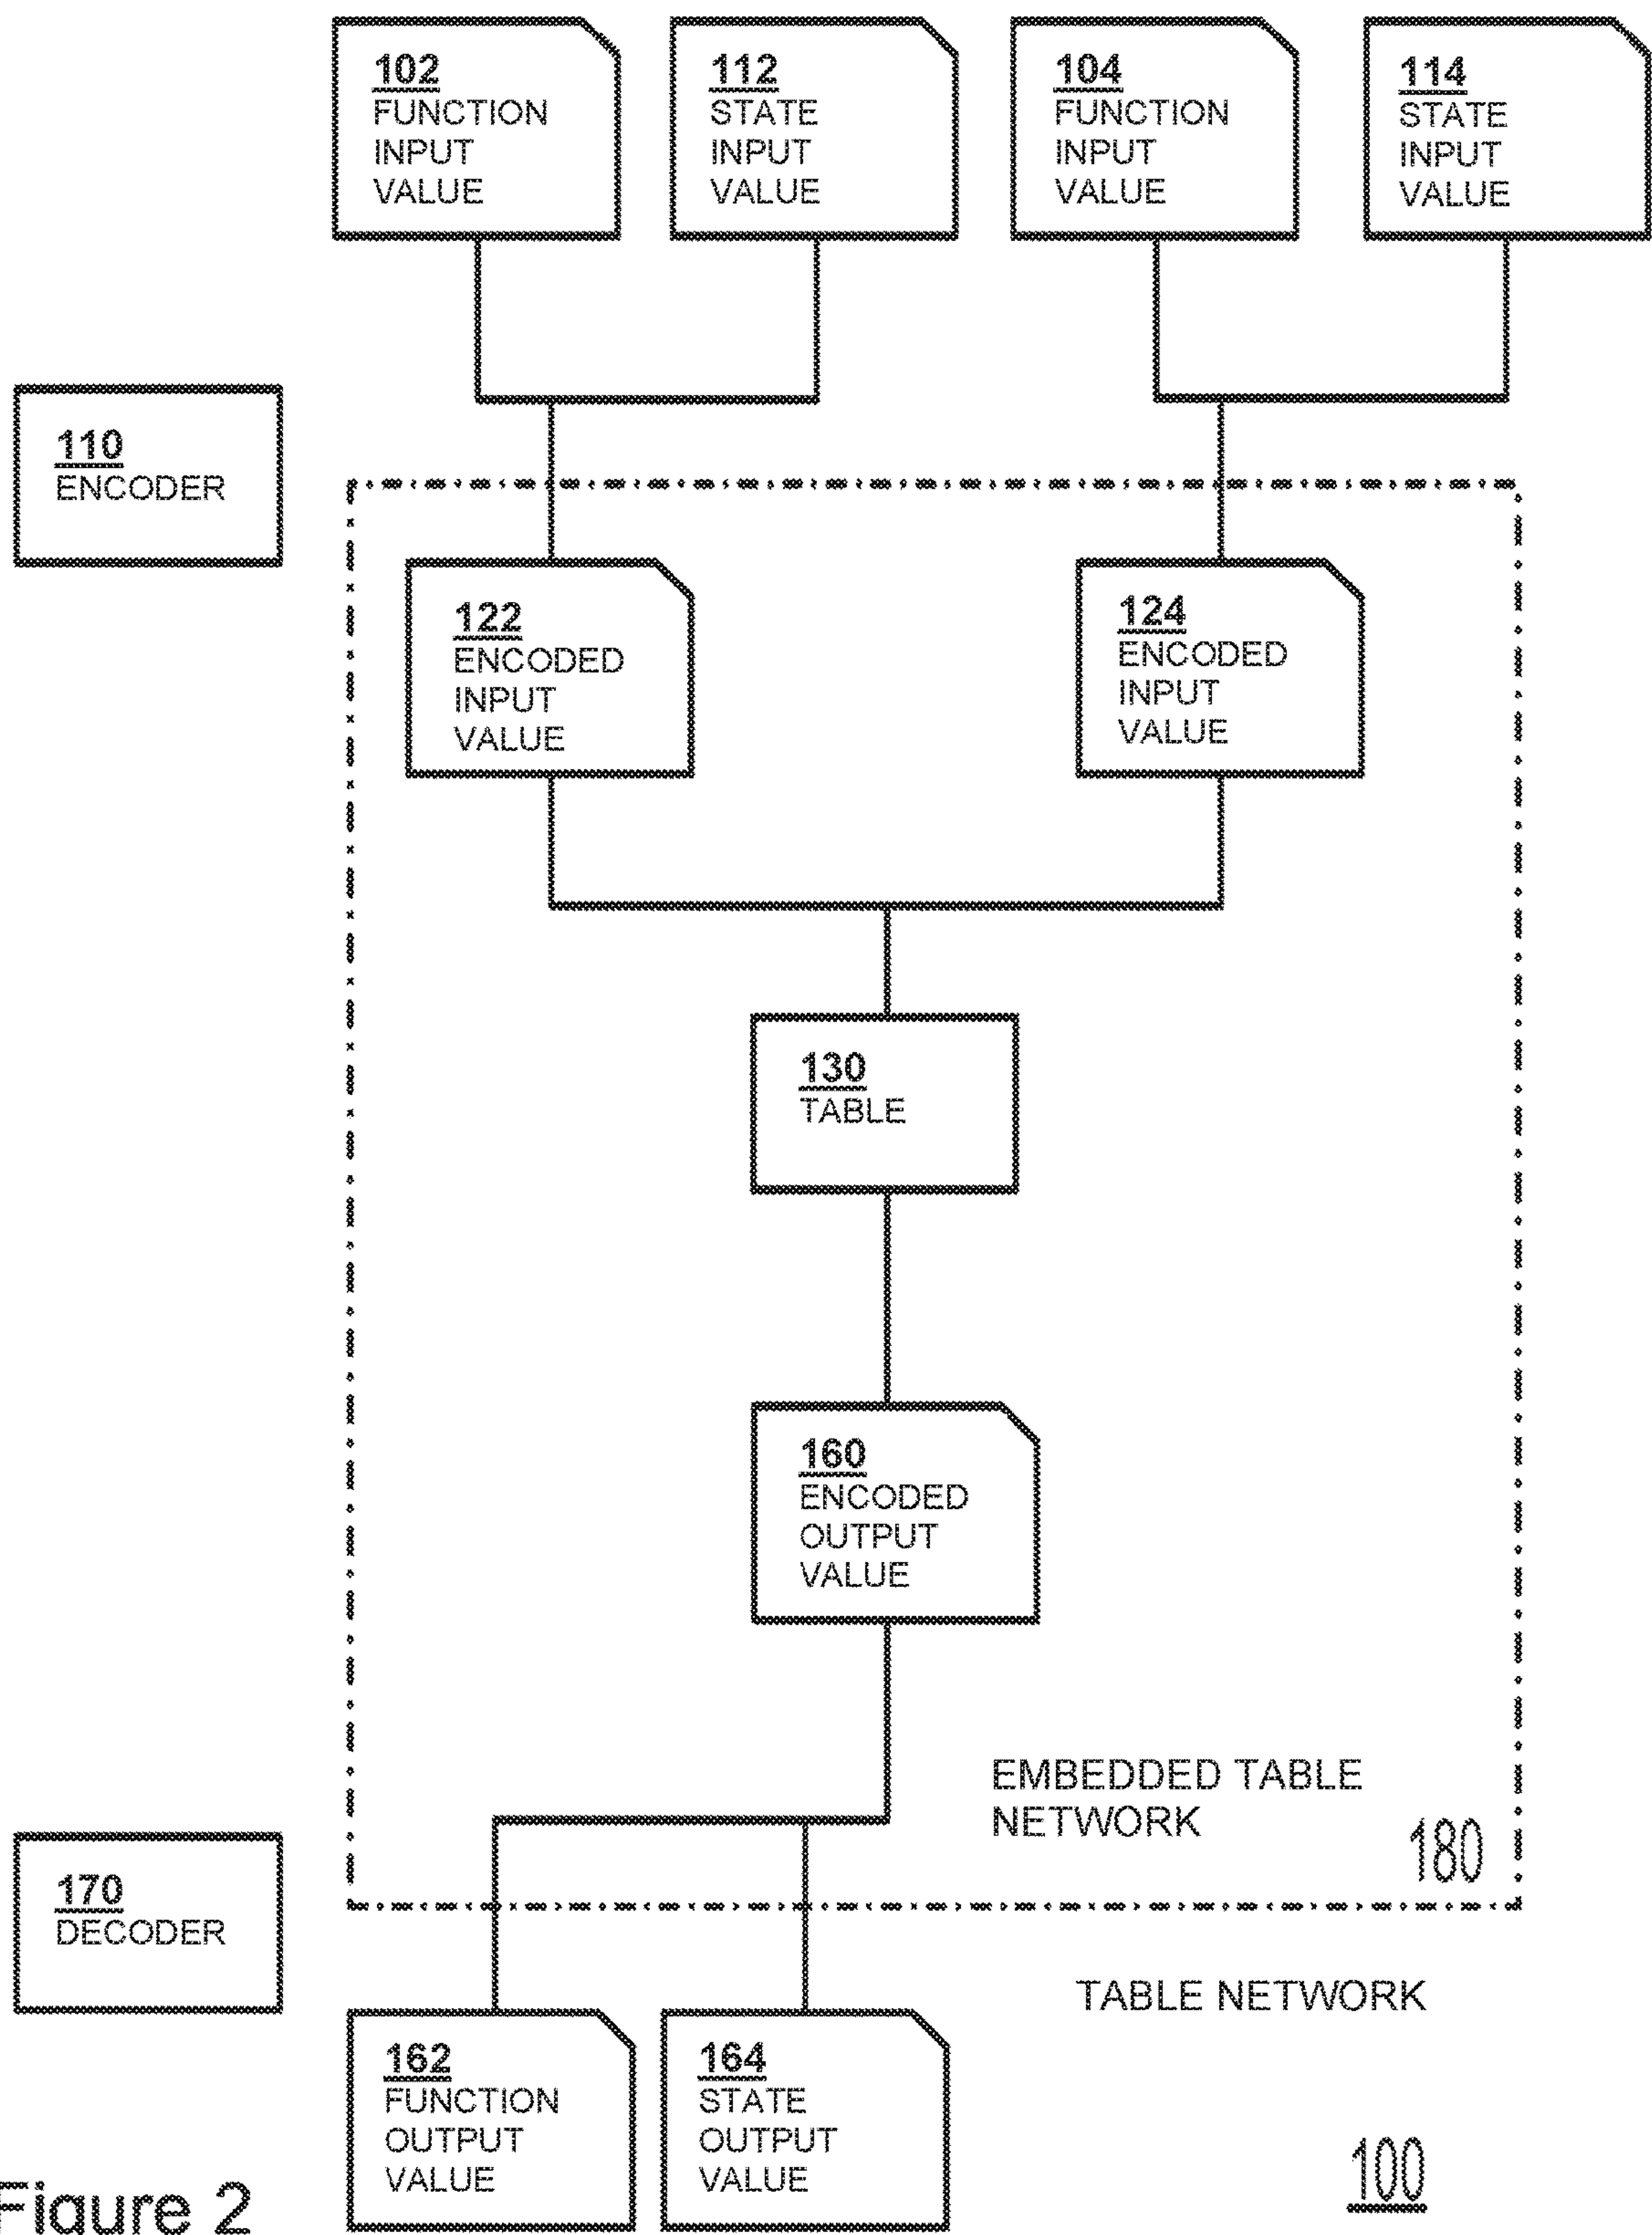 102
FUNCTION
INPUT
VALUE
112
STATE
INPUT
VALUE
104
FUNCTION
INPUT
VALUE
114
STATE
INPUT
VALUE
110
ENCODER
122
ENCODED
INPUT
VALUE
124
ENCODED
INPUT
VALUE
130
TABLE
160
ENCODED
OUTPUT
VALUE
EMBEDDED TABLE
NETWORK
180
170
DECODER
TABLE NETWORK
162
FUNCTION
OUTPUT
VALUE
164
STATE
OUTPUT
VALUE
100
Figure 2